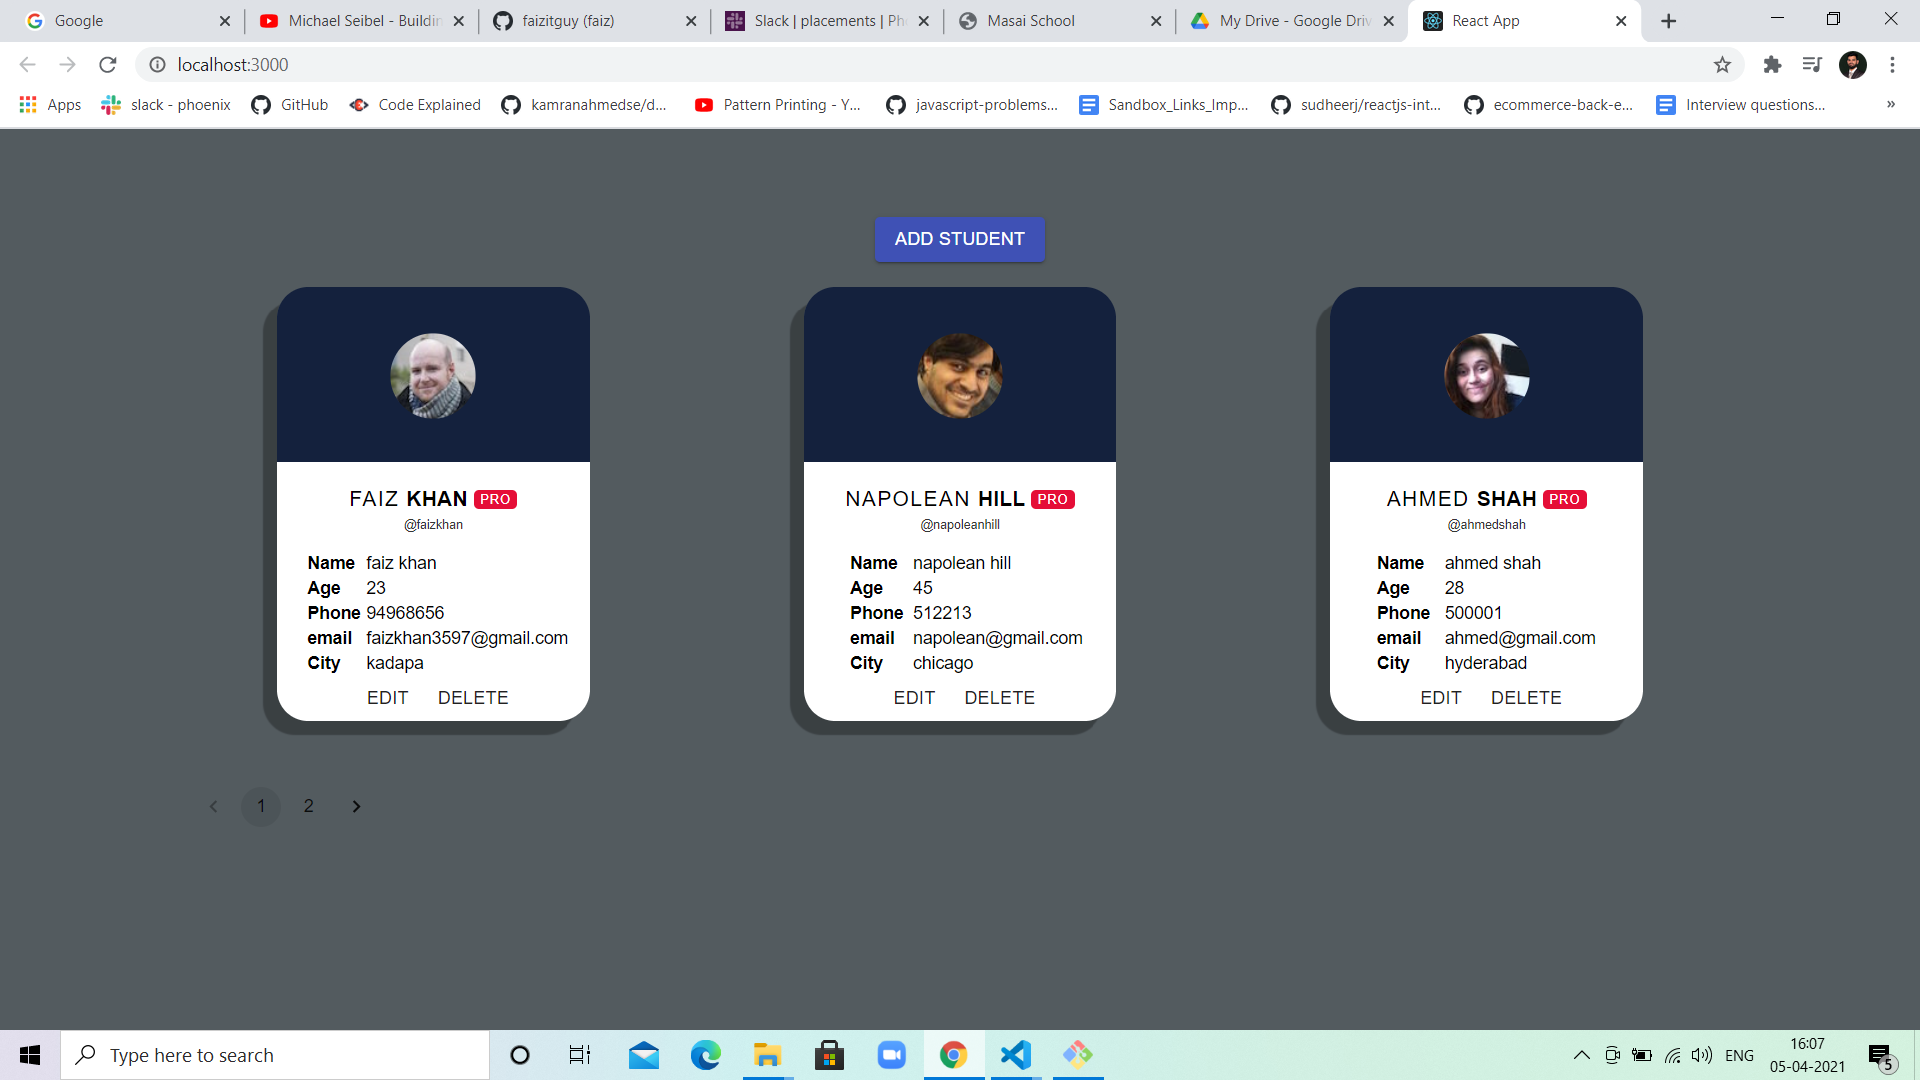 Google
Michael Seibel - Buildin
faizitguy (faiz)
Slack | placements | Ph
Masai School
My Drive - Google Driv
React App
localhost:3000
Apps
slack - phoenix
GitHub
Code Explained
kamranahmedse/d...
Pattern Printing - Y...
javascript-problems...
Sandbox_Links_Imp...
sudheerj/reactjs-int...
ecommerce-back-e...
Interview questions...
»
ADD STUDENT
FAIZ KHAN PRO
@faizkhan
Name faiz khan
Age 23
Phone 94968656
email faizkhan3597@gmail.com
City kadapa
EDIT DELETE
NAPOLEAN HILL PRO
@napoleanhill
Name napolean hill
Age 45
Phone 512213
email napolean@gmail.com
City chicago
EDIT DELETE
AHMED SHAH PRO
@ahmedshah
Name ahmed shah
Age 28
Phone 500001
email ahmed@gmail.com
City hyderabad
EDIT DELETE
1 2
Type here to search
ENG
16:07
05-04-2021
5